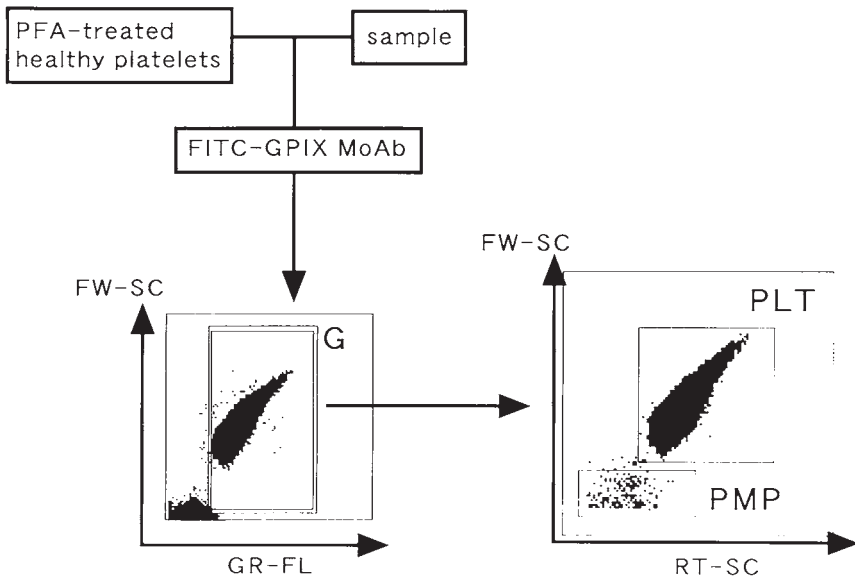 PFA-treated
healthy platelets
sample
FITC-GPIX MoAb
FW-SC
G
GR-FL
FW-SC
PLT
PMP
RT-SC